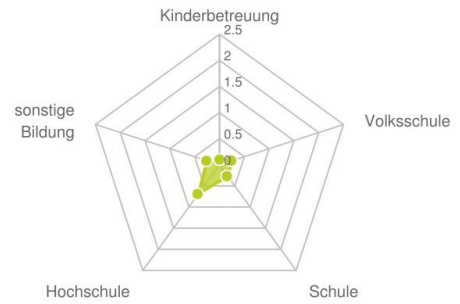 Kinderbetreuung
2.5
2
1.5
1
0.5
0
sonstige
Bildung
Volksschule
Hochschule
Schule